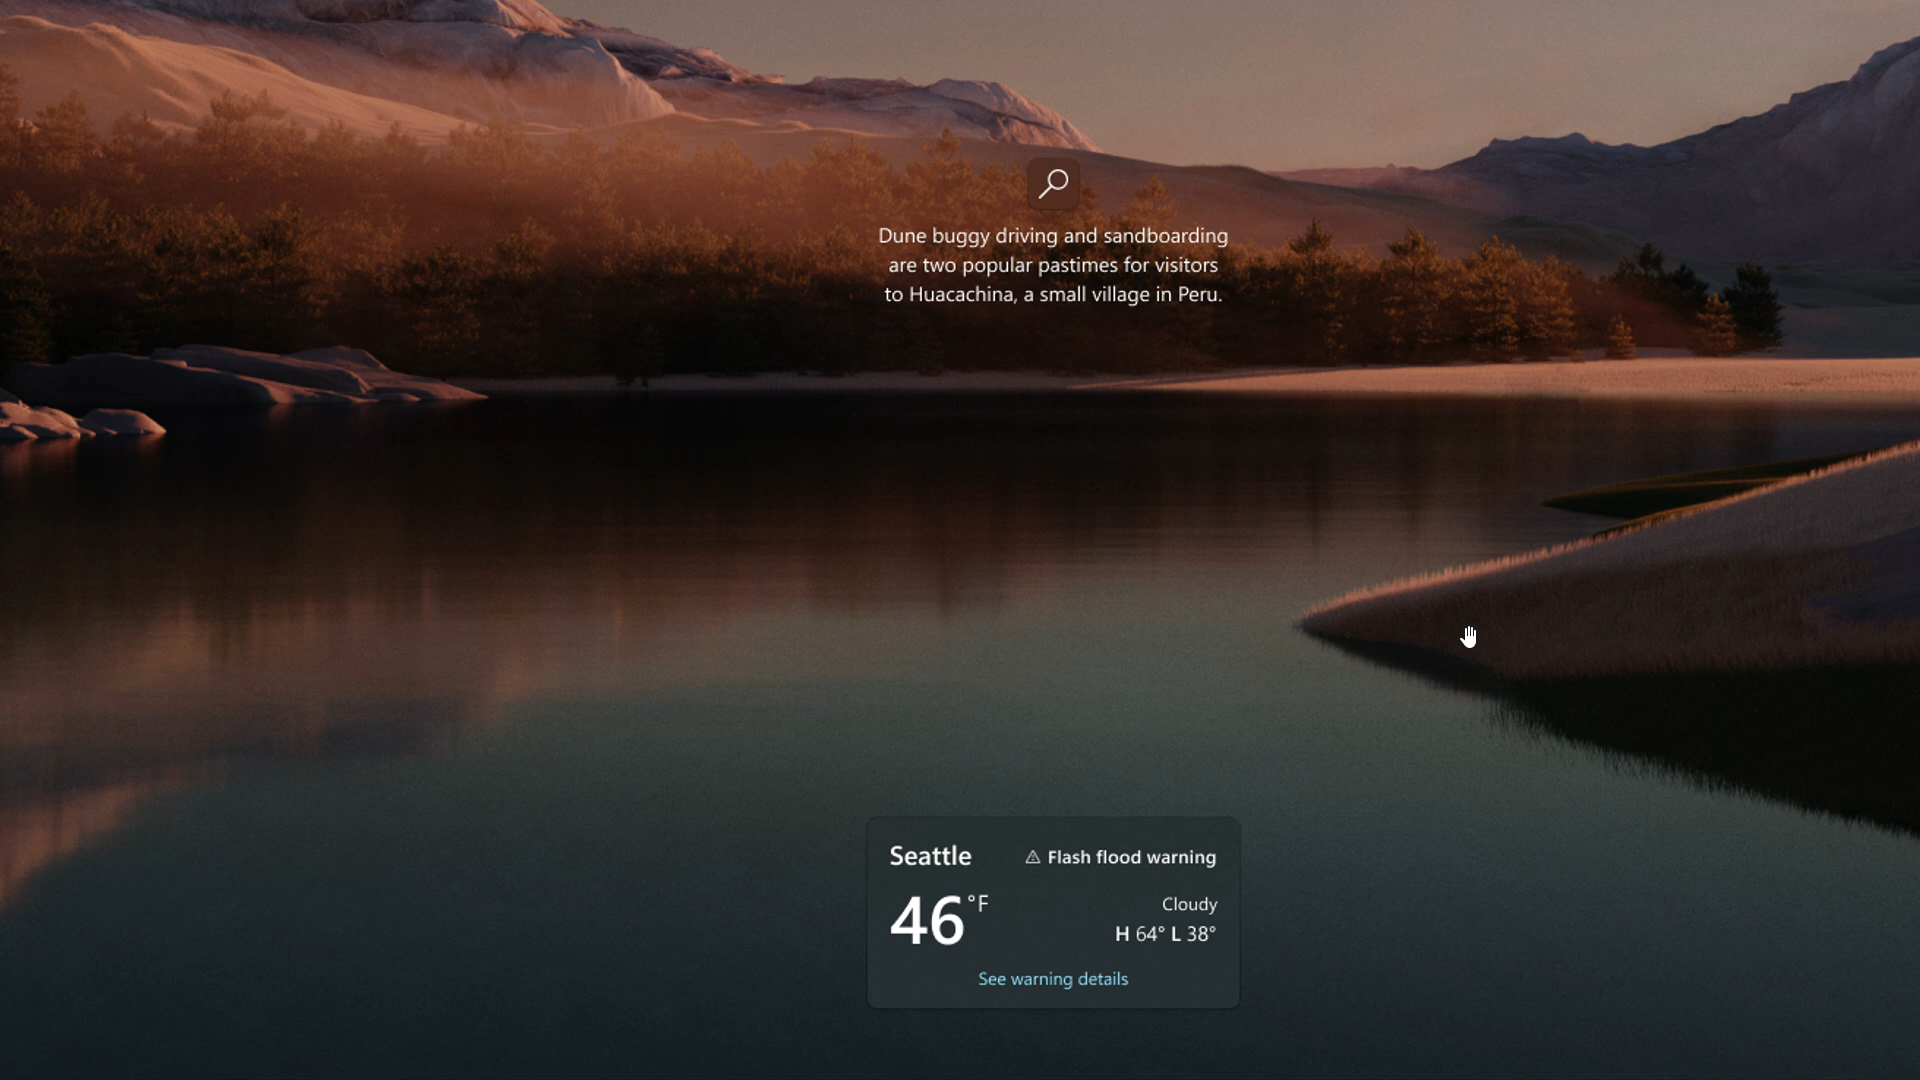 Dune buggy driving and sandboarding
are two popular pastimes for visitors
to Huacachina, a small village in Peru.
Seattle
Flash flood warning
46°F
Cloudy
H 64° L 38°
See warning details